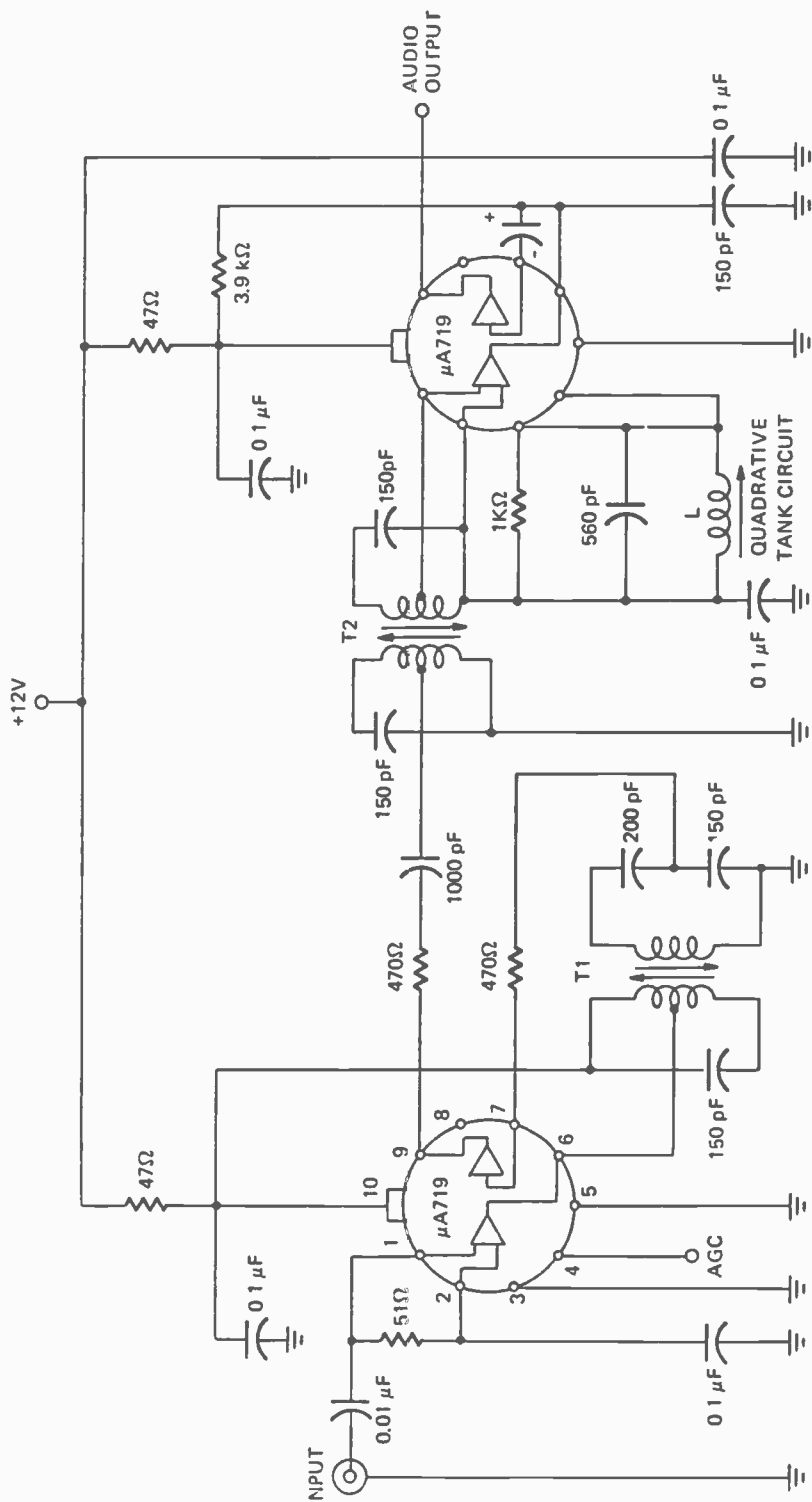 +12V
47Ω
0 1 μF
INPUT
0.01 μF
51Ω
0 1 μF
1
2
3
4
5
6
7
8
9
10
μA719
AGC
470Ω
470Ω
1000 pF
150 pF
T1
200 pF
150 pF
150 pF
T2
150pF
47Ω
3.9 kΩ
0 1 μF
μA719
+
-
AUDIO
OUTPUT
1KΩ
560 pF
L
QUADRATIVE
TANK CIRCUIT
0 1 μF
150 pF
0 1 μF